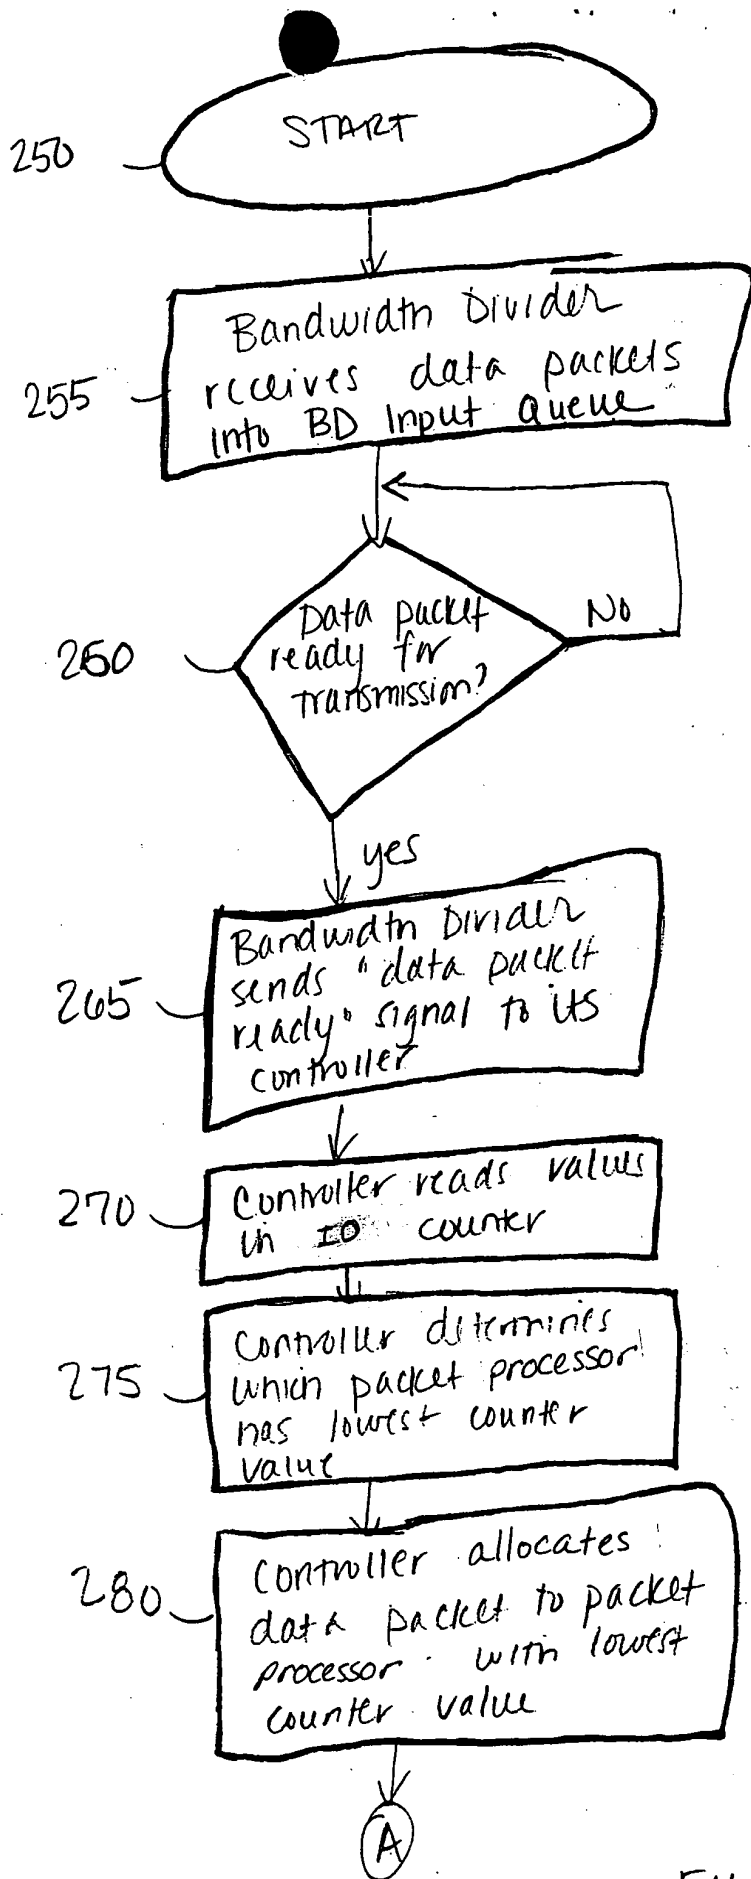 START
250
Bandwidth Divider
255
receives data packets
into BD Input Queue
Data packet
No
260
ready for
transmission?
yes
Bandwidth Divider
sends "data packet
265
ready" signal to its
controller
270
Controller reads values
in IO counter
Controller determines
275
which packet processor
has lowest counter
value
Controller allocates
280
data packet to packet
processor with lowest
counter value
A